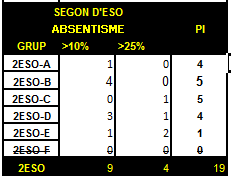 SEGON D'ESO
ABSENTISME PI
GRUP >10% >25%
2ESO-A 1 0 4
2ESO-B 4 0 5
2ESO-C 0 1 5
2ESO-D 3 1 4
2ESO-E 1 2 1
2ESO-F 0 0 0
2ESO 9 4 19